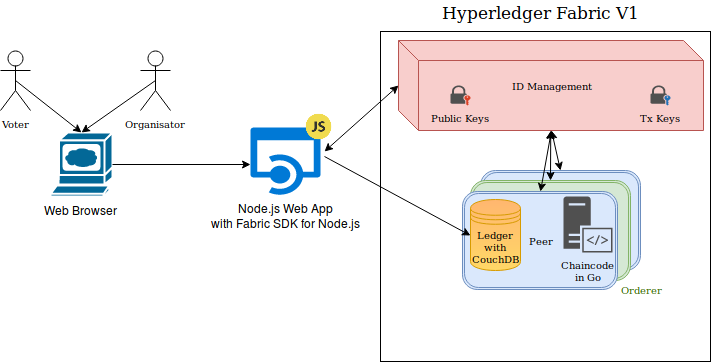 Hyperledger Fabric V1
ID Management
Public Keys
Tx Keys
Voter
Organisator
JS
Web Browser
Node.js Web App
with Fabric SDK for Node.js
Ledger
with
CouchDB
Peer
</>
Chaincode
in Go
Orderer